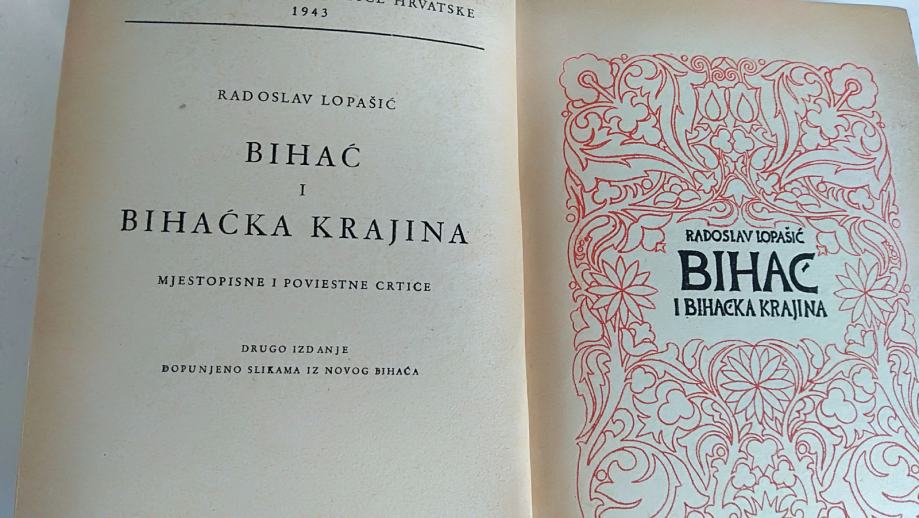 HRVATSKE
1943
RADOSLAV LOPAŠIĆ
BIHAĆ
I
BIHAĆKA KRAJINA
MJESTOPISNE I POVIESTNE CRTICE
DRUGO IZDANJE
DOPUNJENO SLIKAMA IZ NOVOG BIHAĆA
RADOSLAV LOPAŠIĆ
BIHAĆ
I BIHAĆKA KRAJINA